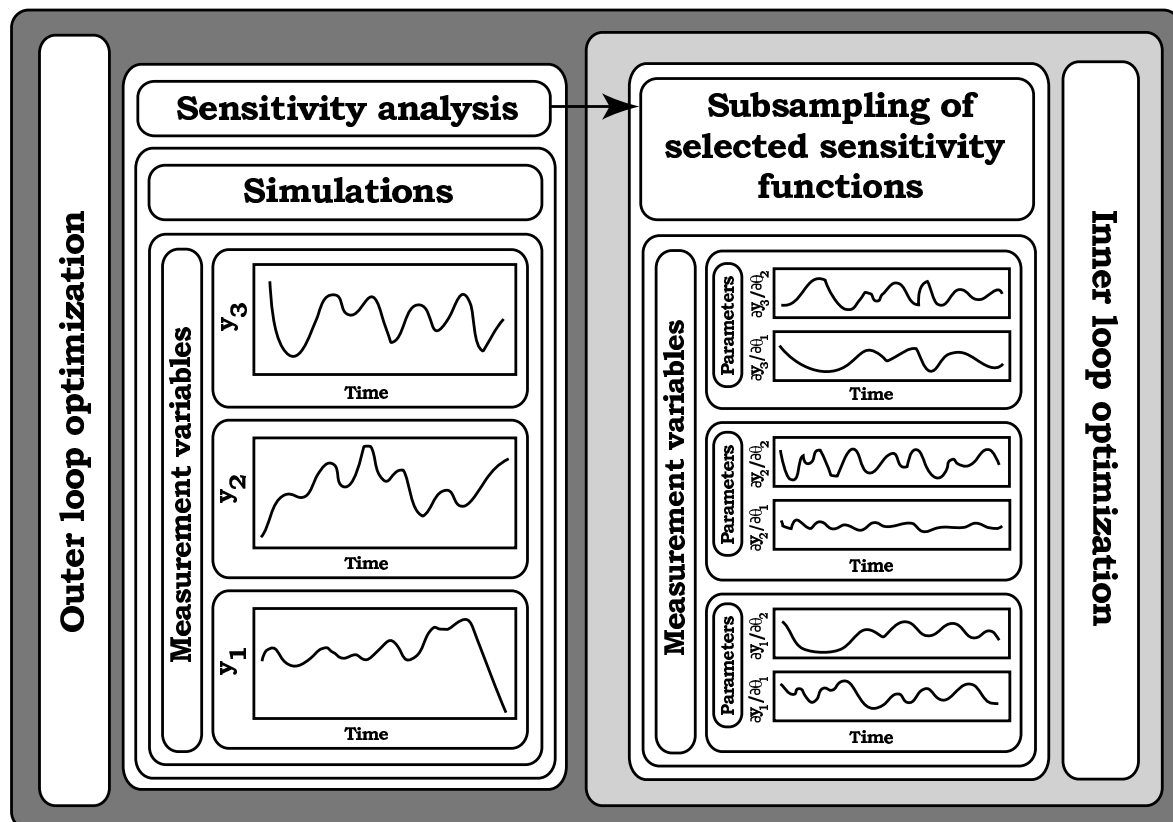 Outer loop optimization
Sensitivity analysis
Simulations
Measurement variables
y3
Time
y2
Time
y1
Time
Subsampling of
selected sensitivity
functions
Measurement variables
Parameters
∂y3/∂θ2
∂y3/∂θ1
Time
Parameters
∂y2/∂θ2
∂y2/∂θ1
Time
Parameters
∂y1/∂θ2
∂y1/∂θ1
Time
Inner loop optimization